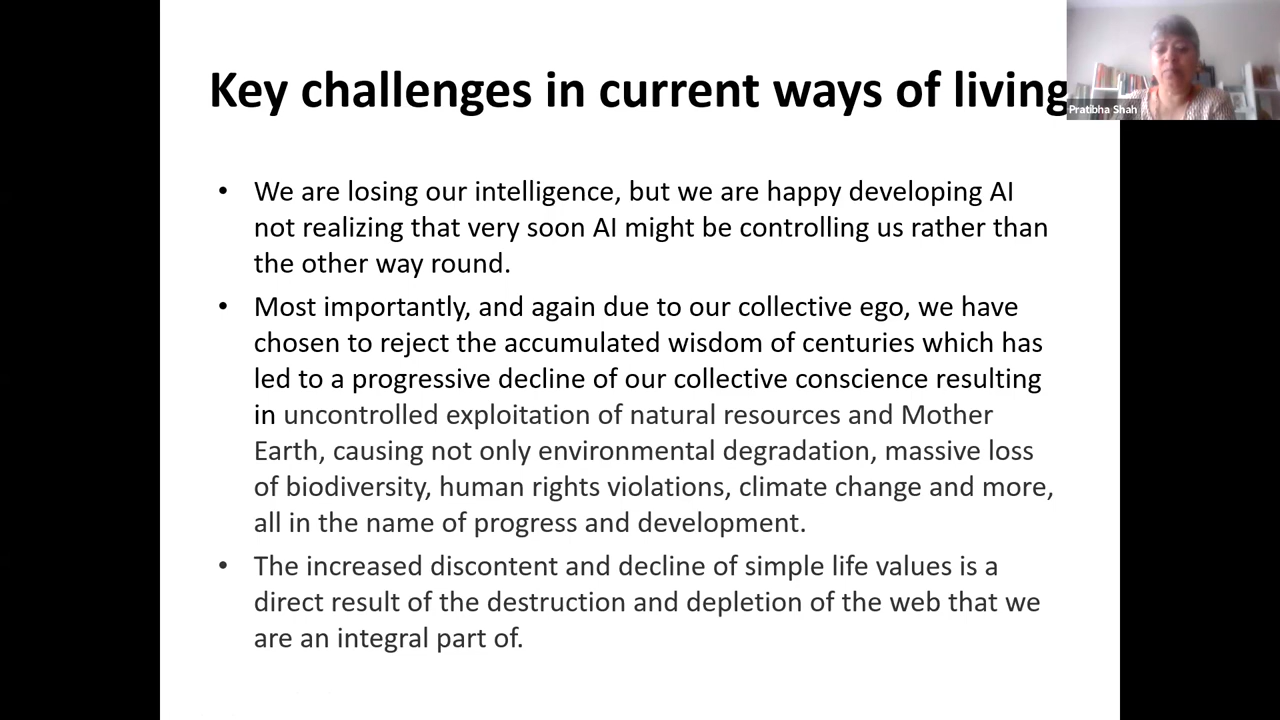 Key challenges in current ways of living
Pratibha Shah
• We are losing our intelligence, but we are happy developing AI
not realizing that very soon AI might be controlling us rather than
the other way round.
• Most importantly, and again due to our collective ego, we have
chosen to reject the accumulated wisdom of centuries which has
led to a progressive decline of our collective conscience resulting
in uncontrolled exploitation of natural resources and Mother
Earth, causing not only environmental degradation, massive loss
of biodiversity, human rights violations, climate change and more,
all in the name of progress and development.
• The increased discontent and decline of simple life values is a
direct result of the destruction and depletion of the web that we
are an integral part of.